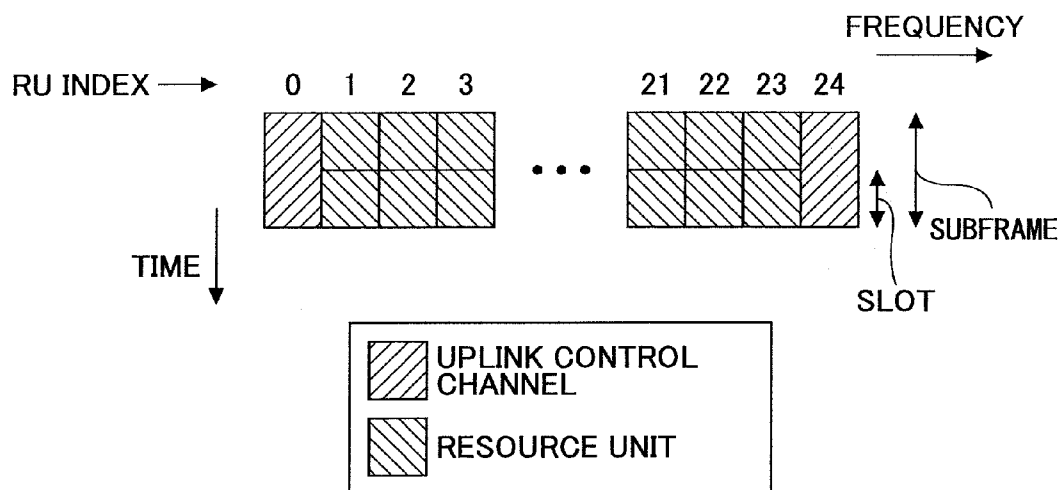 FREQUENCY
RU INDEX
0 1 2 3 21 22 23 24
SUBFRAME
TIME
SLOT
UPLINK CONTROL
CHANNEL
RESOURCE UNIT